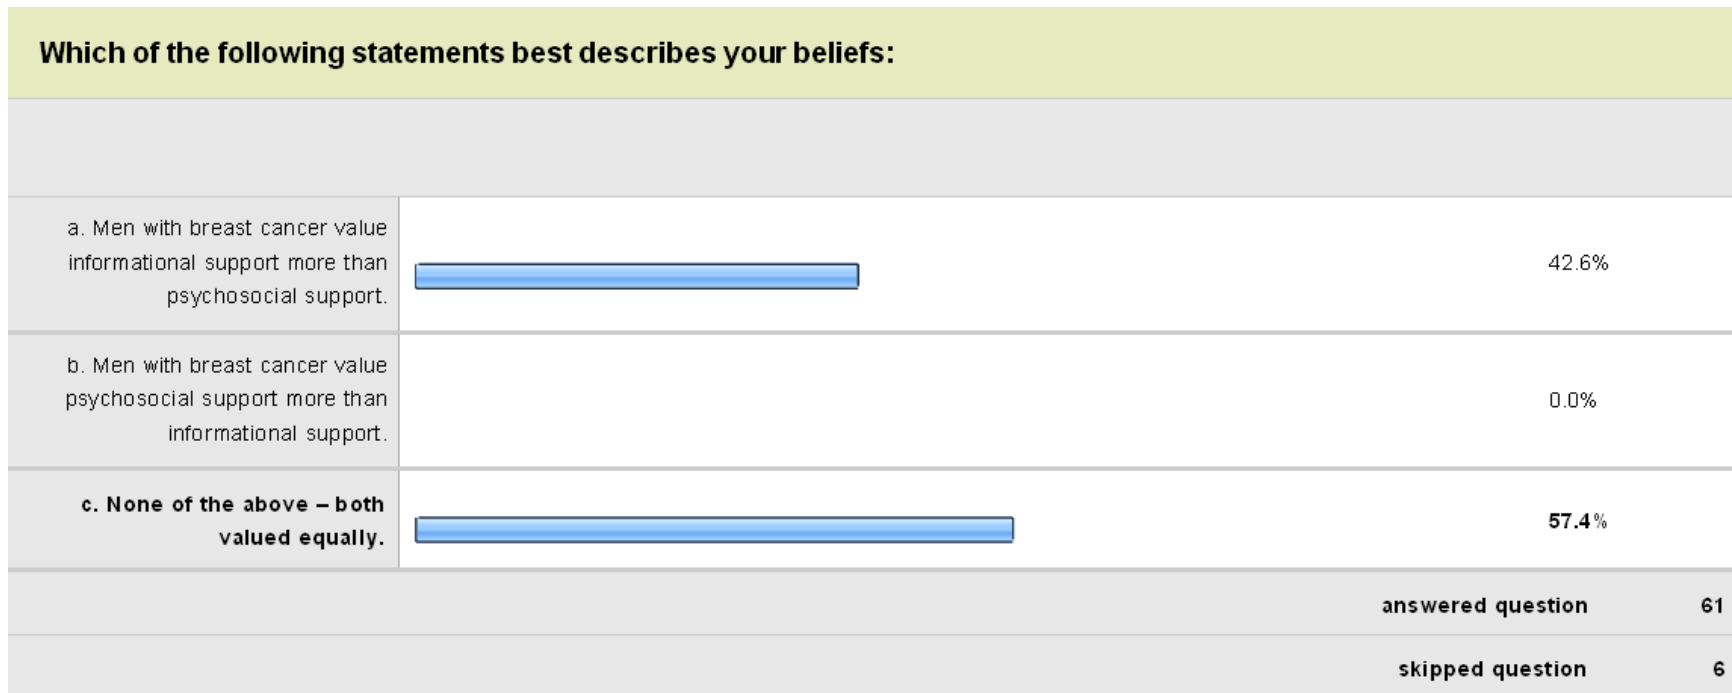 Which of the following statements best describes your beliefs:
a. Men with breast cancer value
informational support more than
psychosocial support.
42.6%
b. Men with breast cancer value
psychosocial support more than
informational support.
0.0%
c. None of the above – both
valued equally.
57.4%
answered question 61
skipped question 6